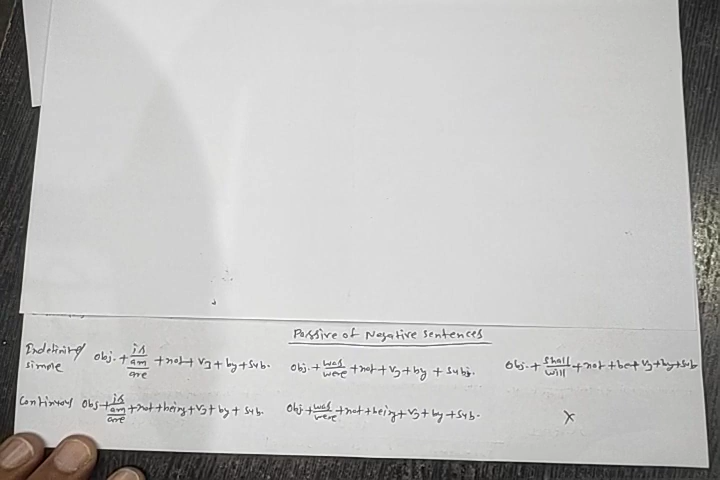 Passive of Negative Sentences
Indefinite/ obj. + is/am/are + not + V3 + by + sub. obj. + was/were + not + V3 + by + subj. obj. + shall/will + not + be + V3 + by + sub
simple
Continuous obj + is/am/are + not + being + V3 + by + sub. obj + was/were + not + being + V3 + by + sub. X